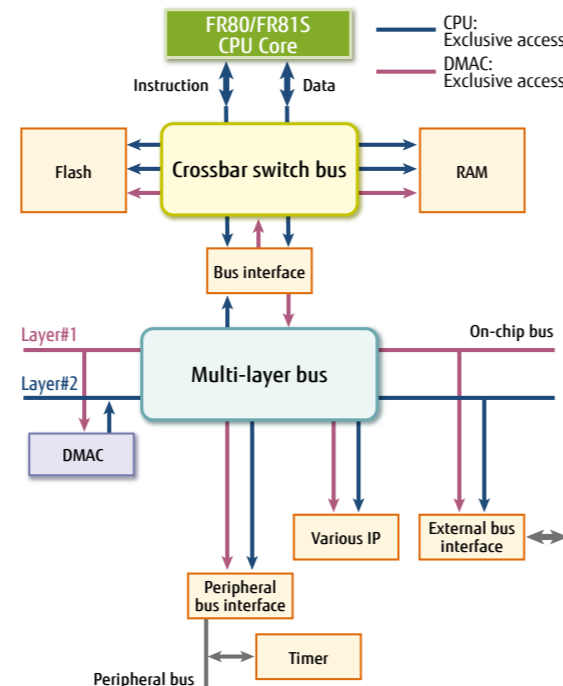 FR80/FR81S
CPU Core
CPU:
Exclusive access
DMAC:
Exclusive access
Instruction
Data
Flash
Crossbar switch bus
RAM
Bus interface
Layer#1
On-chip bus
Multi-layer bus
Layer#2
DMAC
Various IP
External bus
interface
Peripheral
bus interface
Timer
Peripheral bus